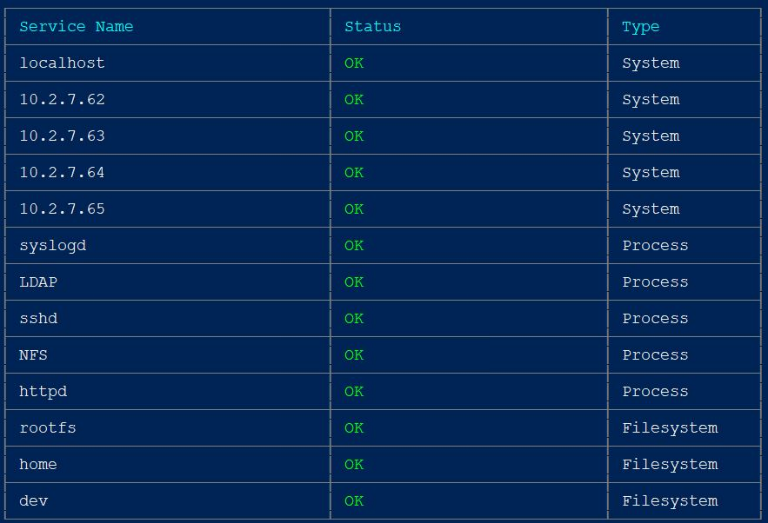 Service Name Status Type
localhost OK System
10.2.7.62 OK System
10.2.7.63 OK System
10.2.7.64 OK System
10.2.7.65 OK System
syslogd OK Process
LDAP OK Process
sshd OK Process
NFS OK Process
httpd OK Process
rootfs OK Filesystem
home OK Filesystem
dev OK Filesystem